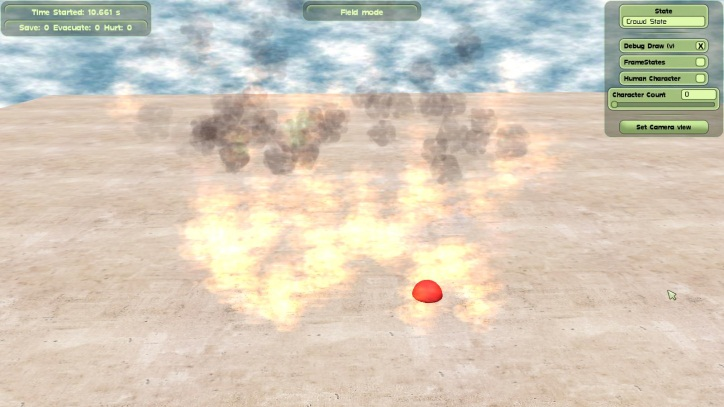 Time Started: 10.661 s
Save: 0 Evacuate: 0 Hurt: 0
Field mode
State
Crowd State
Debug Draw (v) X
FrameStates
Human Character
Character Count 0
Set Camera view